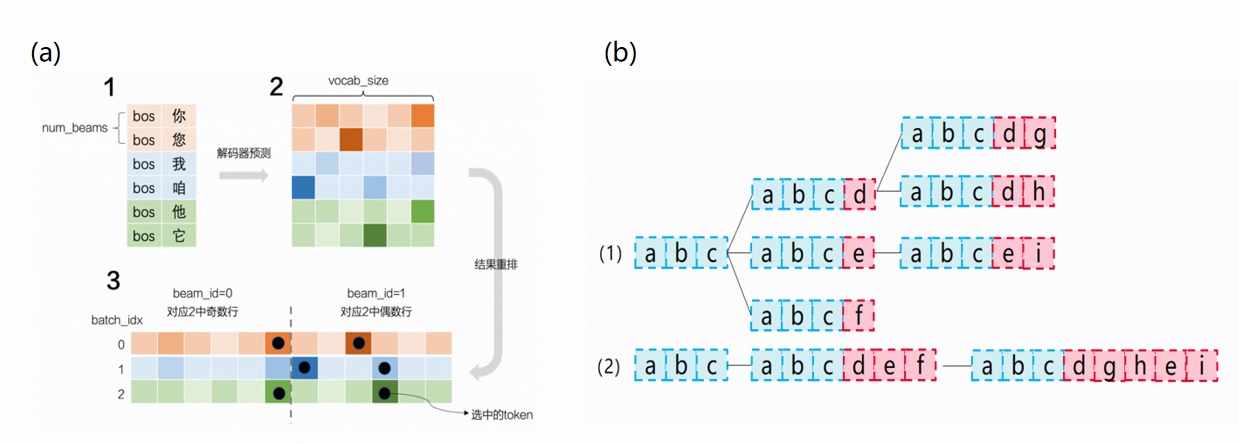 (a)
1
num_beams
bos 你
bos 您
bos 我
bos 咱
bos 他
bos 它
解码器预测
2
vocab_size
结果重排
3
beam_id=0
对应2中奇数行
beam_id=1
对应2中偶数行
batch_idx
0
1
2
选中的token
(b)
(1)
a b c
a b c d
a b c e
a b c f
a b c d g
a b c d h
a b c e i
(2)
a b c
a b c d e f
a b c d g h e i